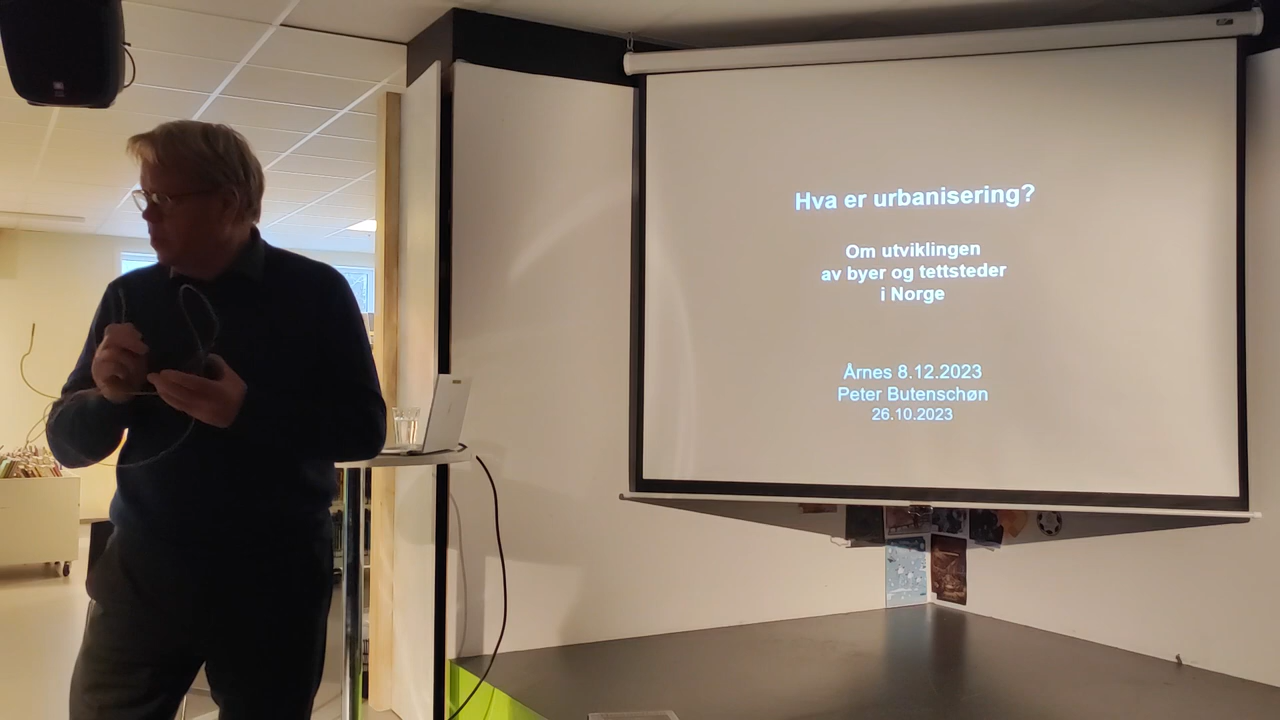 Hva er urbanisering?
Om utviklingen
av byer og tettsteder
i Norge
Årnes 8.12.2023
Peter Butenschøn
26.10.2023